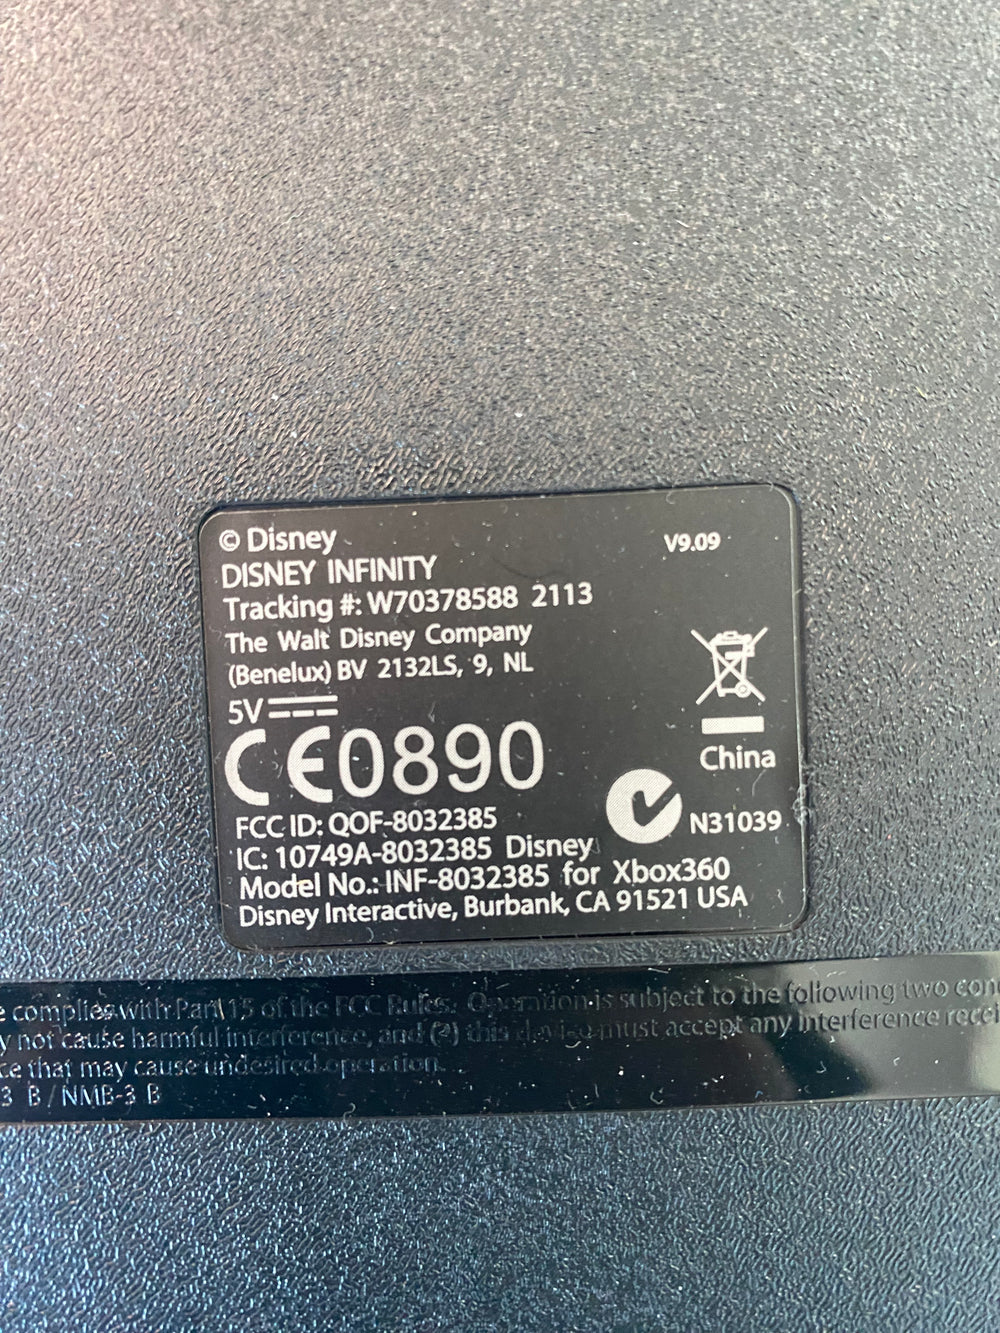 © Disney
V9.09
DISNEY INFINITY
Tracking #: W70378588 2113
The Walt Disney Company
(Benelux) BV 2132LS, 9, NL
5V
CE0890
China
N31039
FCC ID: QOF-8032385
IC: 10749A-8032385 Disney
Model No.: INF-8032385 for Xbox360
Disney Interactive, Burbank, CA 91521 USA
complies with Part 15 of the FCC Rules. Operation is subject to the following two
not cause harmful interference, and (2) this device must accept any interference
that may cause undesired operation.
3 B / NMB-3 B